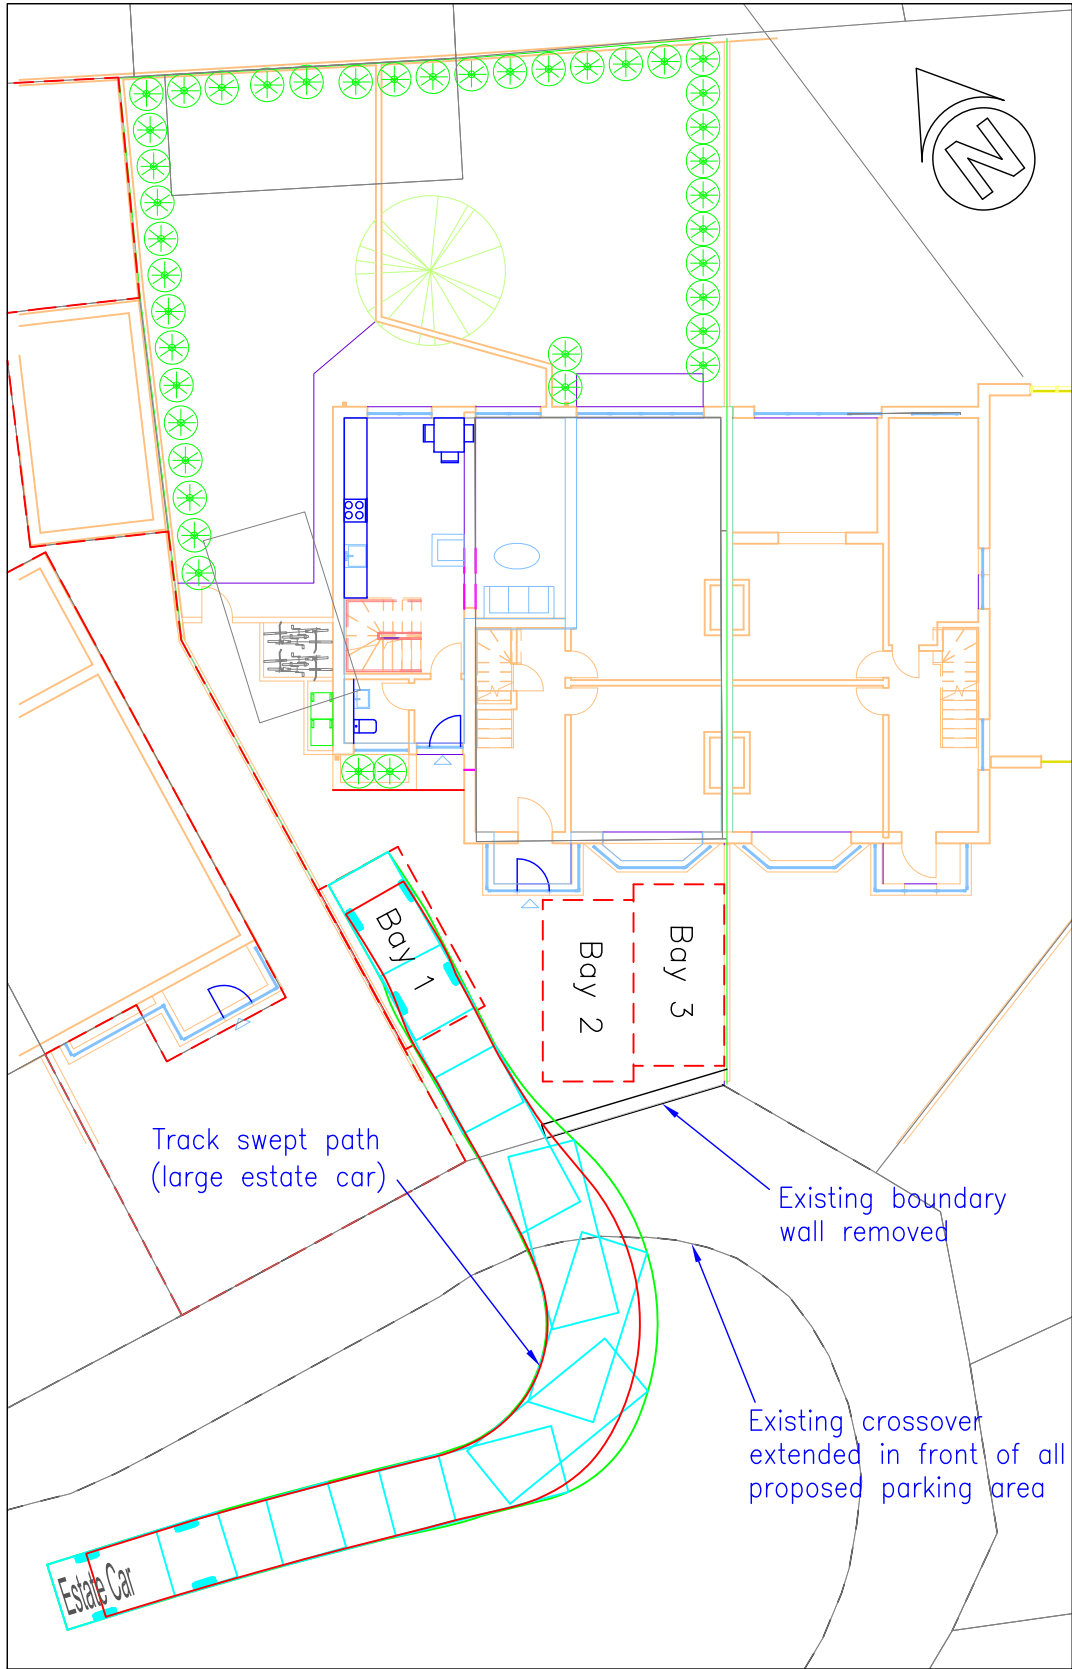 N
Bay 1
Bay 2
Bay 3
Track swept path
(large estate car)
Existing boundary
wall removed
Existing crossover
extended in front of all
proposed parking area
Estate Car